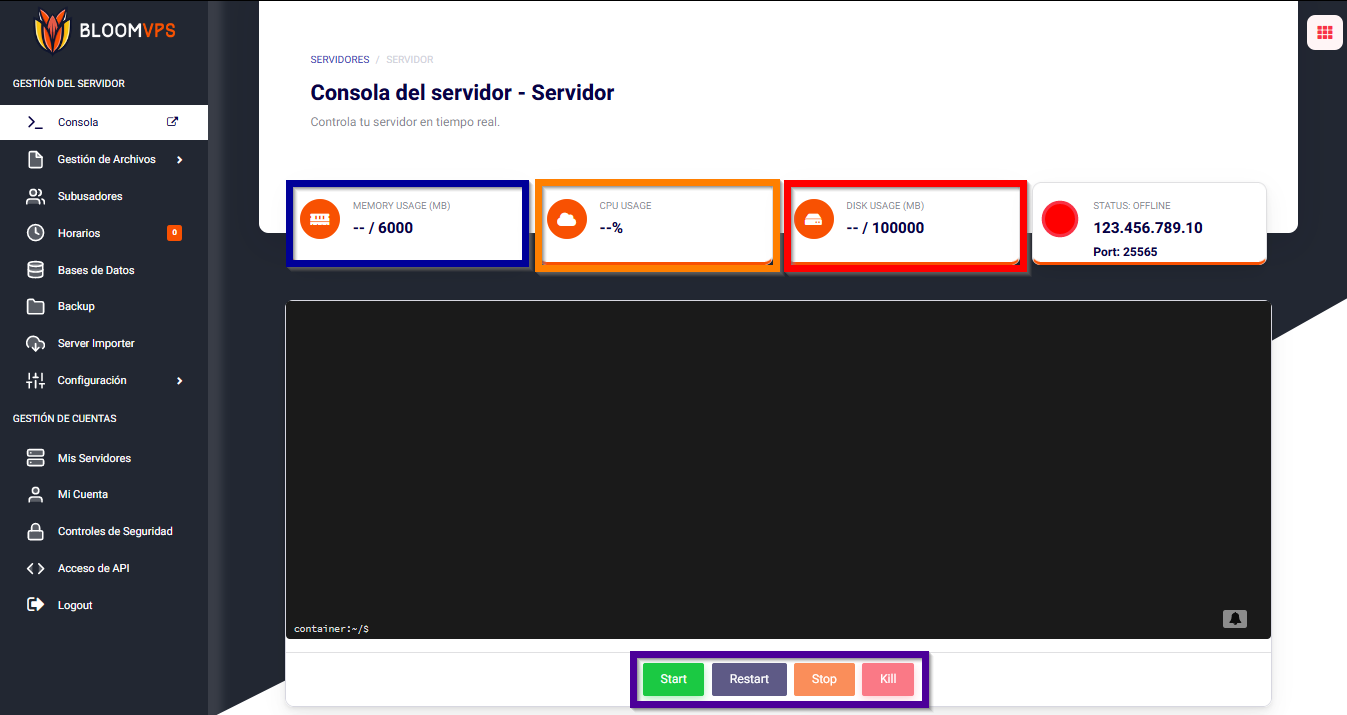 BLOOMVPS
GESTIÓN DEL SERVIDOR
Consola
Gestión de Archivos
Subusadores
Horarios 0
Bases de Datos
Backup
Server Importer
Configuración
GESTIÓN DE CUENTAS
Mis Servidores
Mi Cuenta
Controles de Seguridad
Acceso de API
Logout
SERVIDORES / SERVIDOR
Consola del servidor - Servidor
Controla tu servidor en tiempo real.
MEMORY USAGE (MB)
-- / 6000
CPU USAGE
--%
DISK USAGE (MB)
-- / 100000
STATUS: OFFLINE
123.456.789.10
Port: 25565
container:~/$
Start Restart Stop Kill